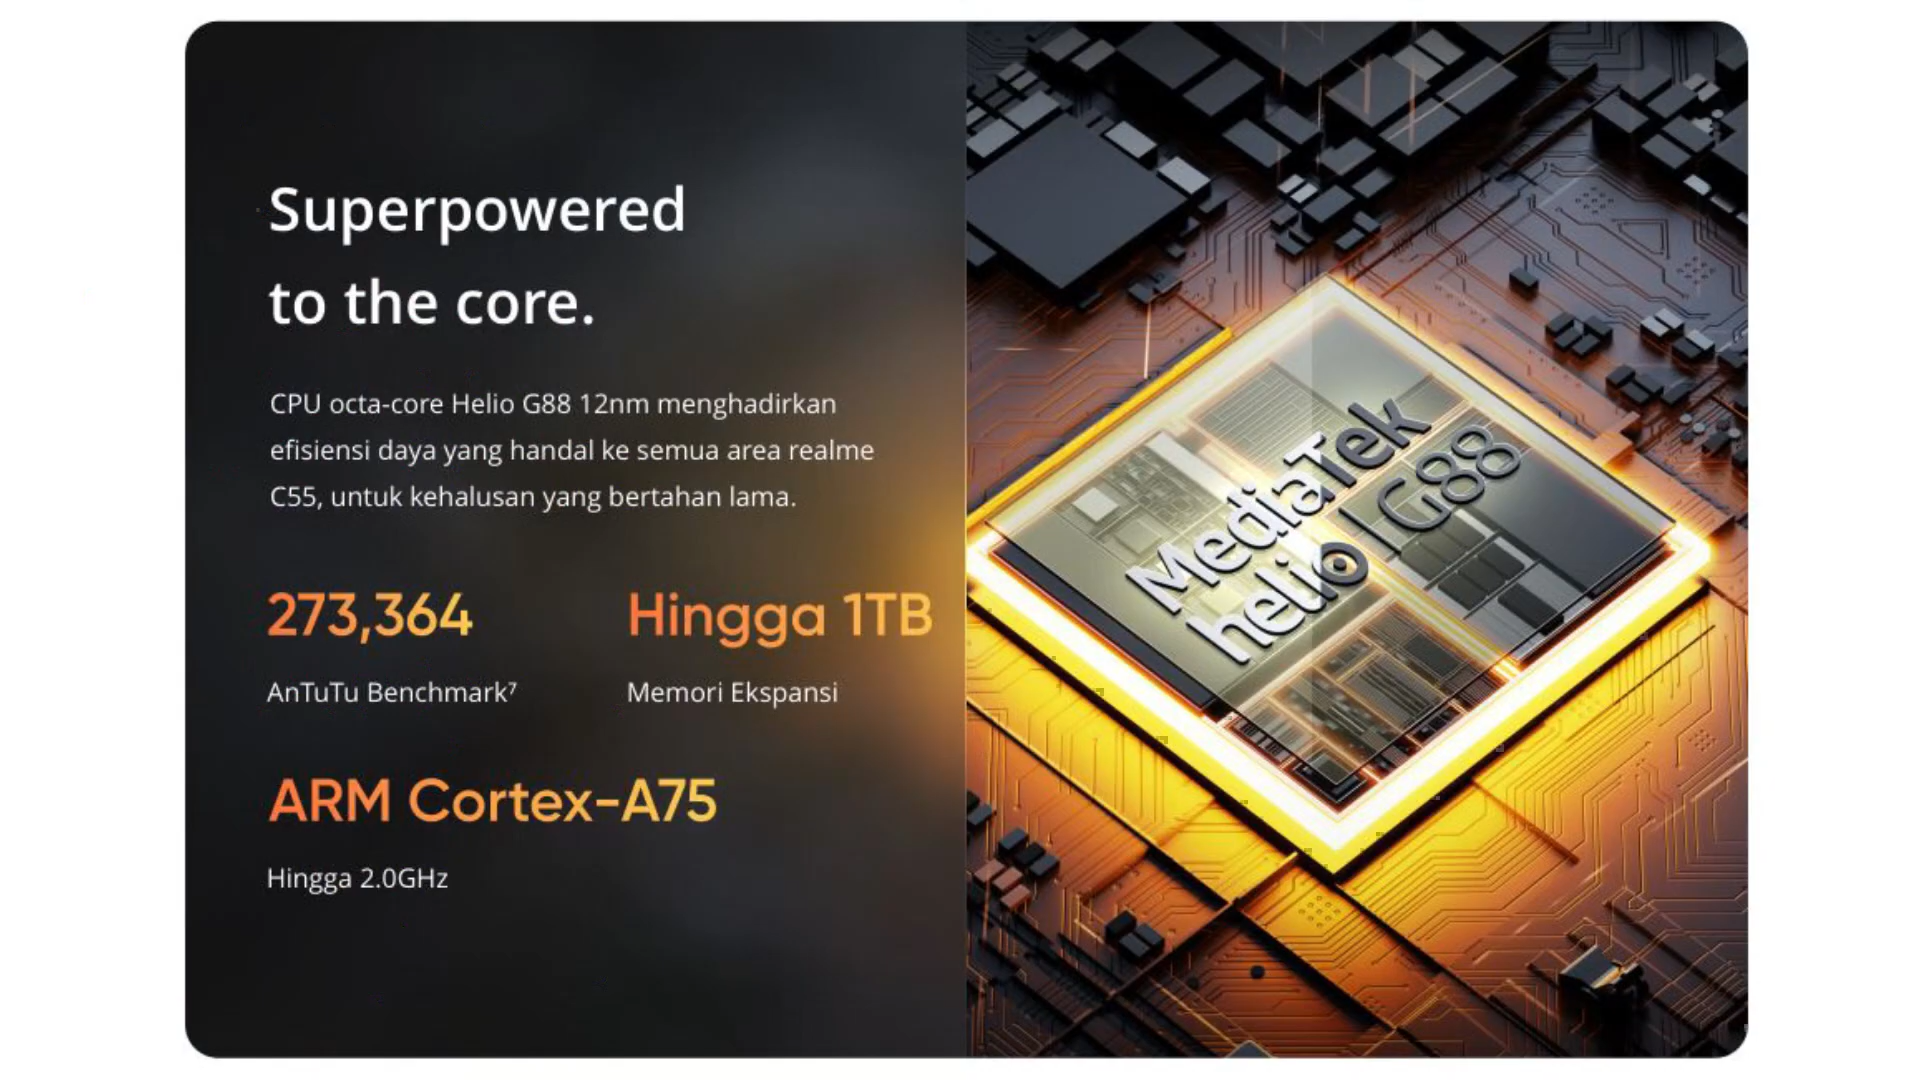 Superpowered
to the core.
CPU octa-core Helio G88 12nm menghadirkan
efisiensi daya yang handal ke semua area realme
C55, untuk kehalusan yang bertahan lama.
273,364
AnTuTu Benchmark⁷
Hingga 1TB
Memori Ekspansi
ARM Cortex-A75
Hingga 2.0GHz
MediaTek
helio | G88